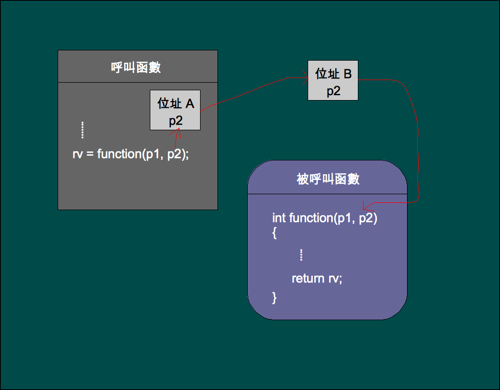 呼叫函數
位址 A
p2
rv = function(p1, p2);
位址 B
p2
被呼叫函數
int function(p1, p2)
{
return rv;
}